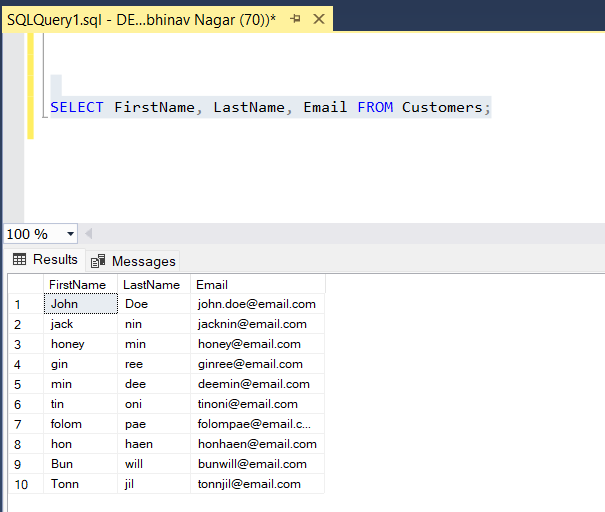 SQLQuery1.sql - DE...bhinav Nagar (70))*
SELECT FirstName, LastName, Email FROM Customers;
100 %
Results Messages
FirstName LastName Email
1 John Doe john.doe@email.com
2 jack nin jacknin@email.com
3 honey min honey@email.com
4 gin ree ginree@email.com
5 min dee deemin@email.com
6 tin oni tinoni@email.com
7 folom pae folompae@email.c...
8 hon haen honhaen@email.com
9 Bun will bunwill@email.com
10 Tonn jil tonnjil@email.com